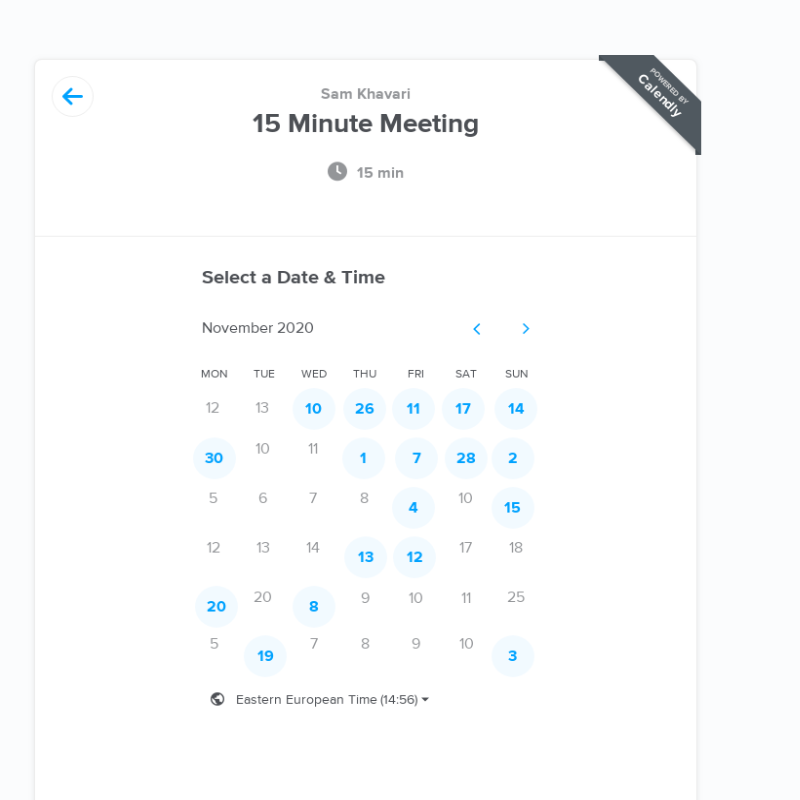 POWERED BY
Calendly
Sam Khavari
15 Minute Meeting
15 min
Select a Date & Time
November 2020
MON TUE WED THU FRI SAT SUN
12 13 10 26 11 17 14
30 10 11 1 7 28 2
5 6 7 8 4 10 15
12 13 14 13 12 17 18
20 20 8 9 10 11 25
5 19 7 8 9 10 3
Eastern European Time (14:56)